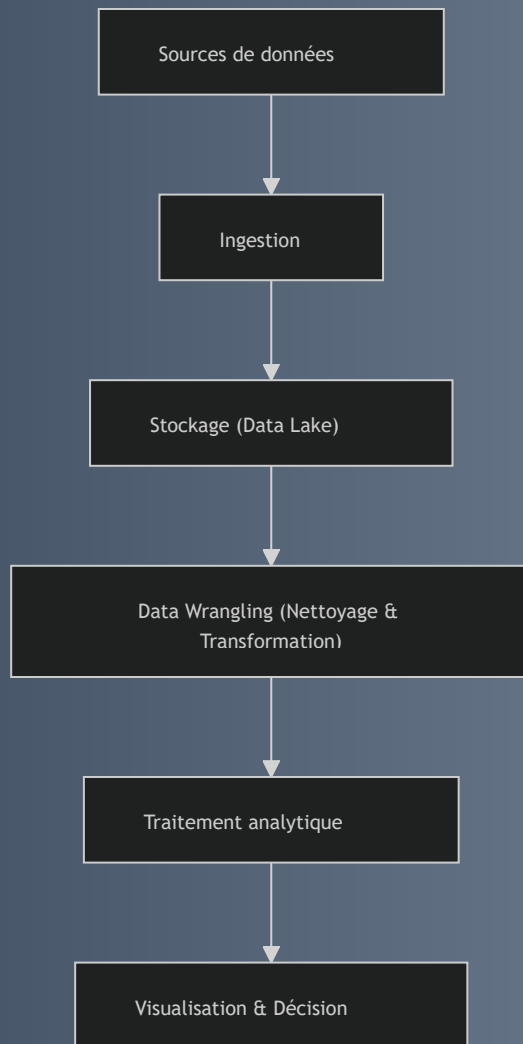 Sources de données
Ingestion
Stockage (Data Lake)
Data Wrangling (Nettoyage &
Transformation)
Traitement analytique
Visualisation & Décision